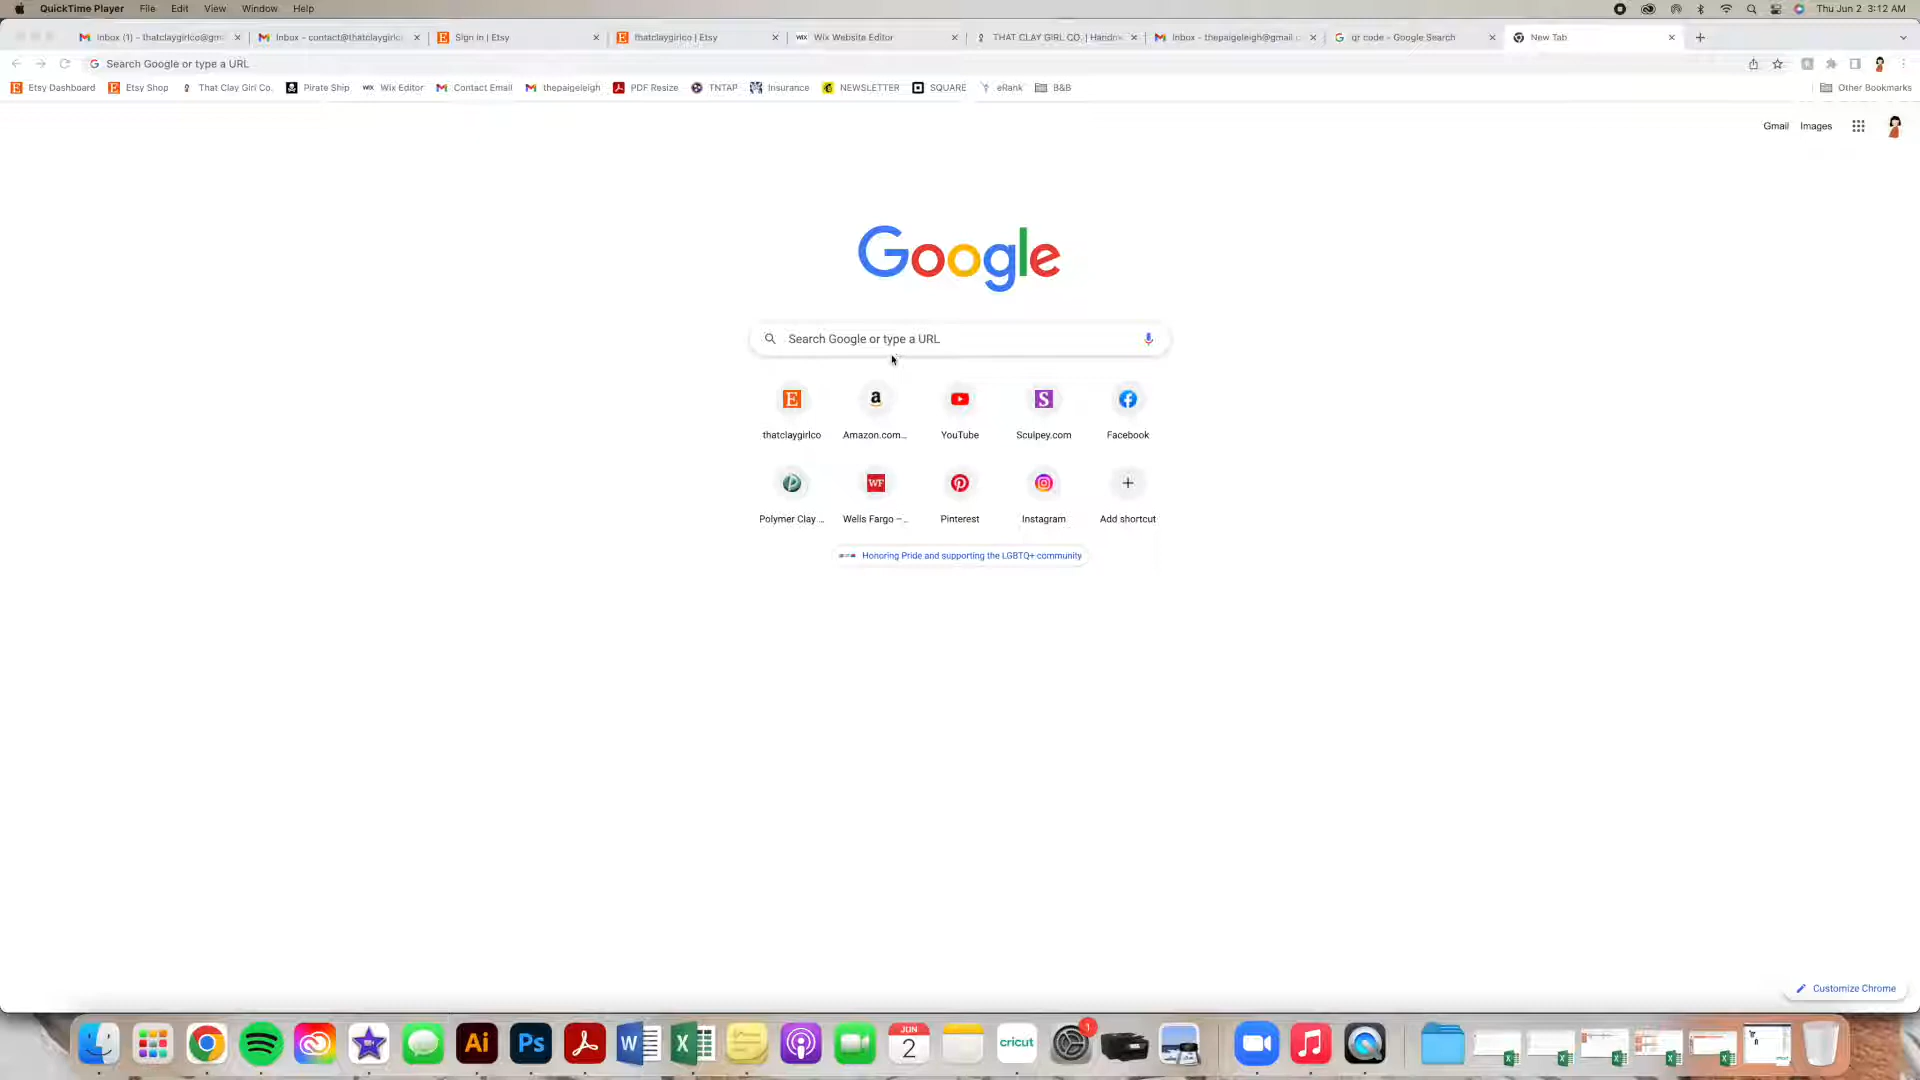 QuickTime Player File Edit View Window Help Thu Jun 2 3:12 AM
Inbox (1) - thatclaygirlco@gm Inbox - contact@thatclaygirlc Sign in | Etsy thatclaygirlco | Etsy Wix Website Editor THAT CLAY GIRL CO. | Handm Inbox - thepaigeleigh@gmail.c qr code - Google Search New Tab
Search Google or type a URL
Etsy Dashboard Etsy Shop Pirate Ship That Clay Girl Co. Wix Editor Contact Email thepaigeleigh PDF Resize TNTAP Insurance NEWSLETTER SQUARE eRank B&B Other Bookmarks
Gmail Images
Google
Search Google or type a URL
thatclaygirlco Amazon.com... YouTube Sculpey.com Facebook
WF
Polymer Clay ... Wells Fargo –... Pinterest Instagram Add shortcut
Honoring Pride and supporting the LGBTQ+ community
Customize Chrome
Ai Ps W X JUN 2 cricut 1